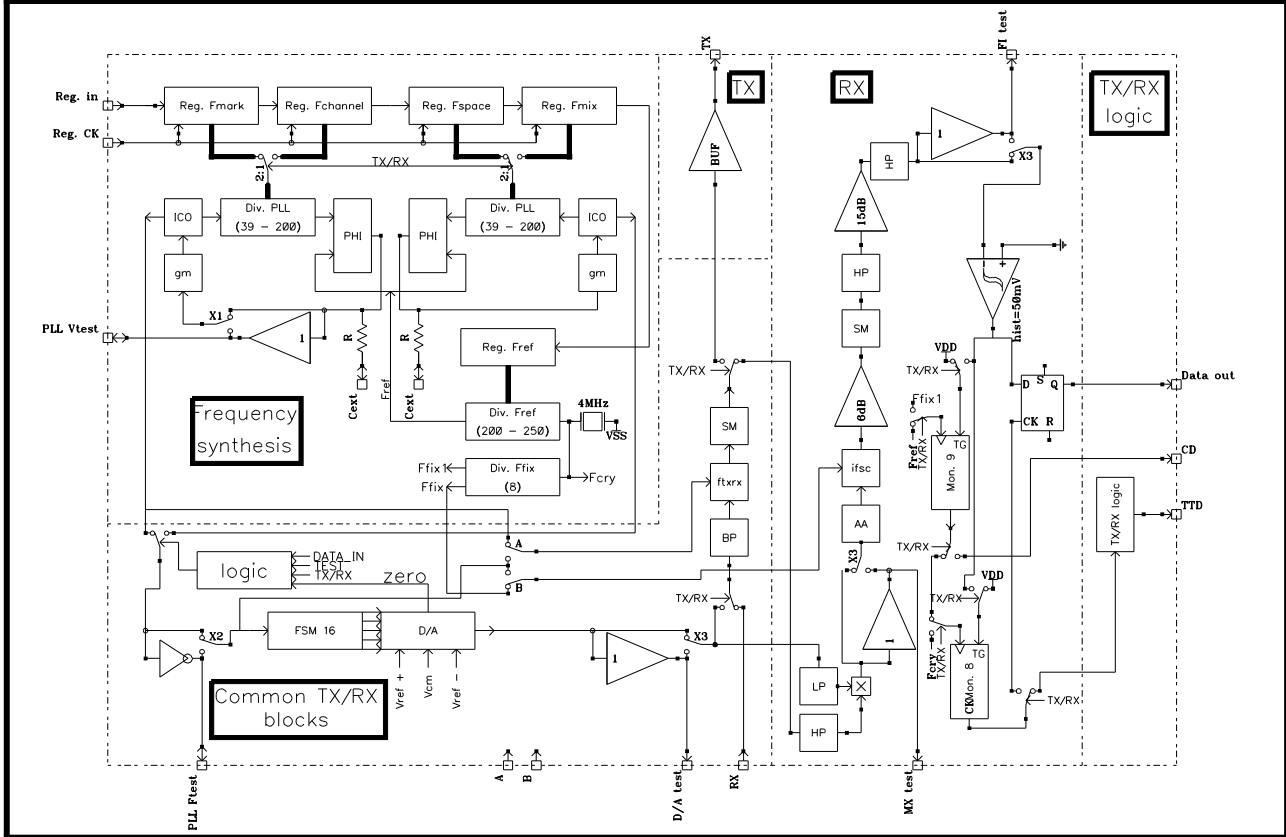 TX
FI test
Reg. in
Reg. Fmark
Reg. Fchannel
Reg. Fspace
Reg. Fmix
TX
RX
TX/RX
logic
Reg. CK
1
X3
BUF
HP
2:1
TX/RX
2:1
15dB
ICO
Div. PLL
(39 - 200)
PHI
PHI
Div. PLL
(39 - 200)
ICO
gm
gm
HP
- +
hist=50mV
X1
PLL Vtest
1
R
R
SM
Reg. Fref
VDD
TX/RX
TX/RX
Cext
Fref
Cext
6dB
D S Q
Data out
CK R
Frequency
synthesis
Div. Fref
(200 - 250)
4MHz
VSS
SM
Ffix1
Fref
TX/RX
TG
Mon. 9
CD
Ffix1
Ffix
Div. Ffix
(8)
Fcry
ftxrx
ifsc
TX/RX logic
TTD
AA
BP
A
TX/RX
X3
logic
DATA_IN
TEST
TX/RX
zero
B
VDD
TX/RX
TX/RX
X2
FSM 16
D/A
1
X3
1
Fcry
TX/RX
TG
Mon. 8
CK
Vref +
Vcm
Vref -
LP
X
HP
TX/RX
Common TX/RX
blocks
PLL Ftest
A
B
D/A test
RX
MX test